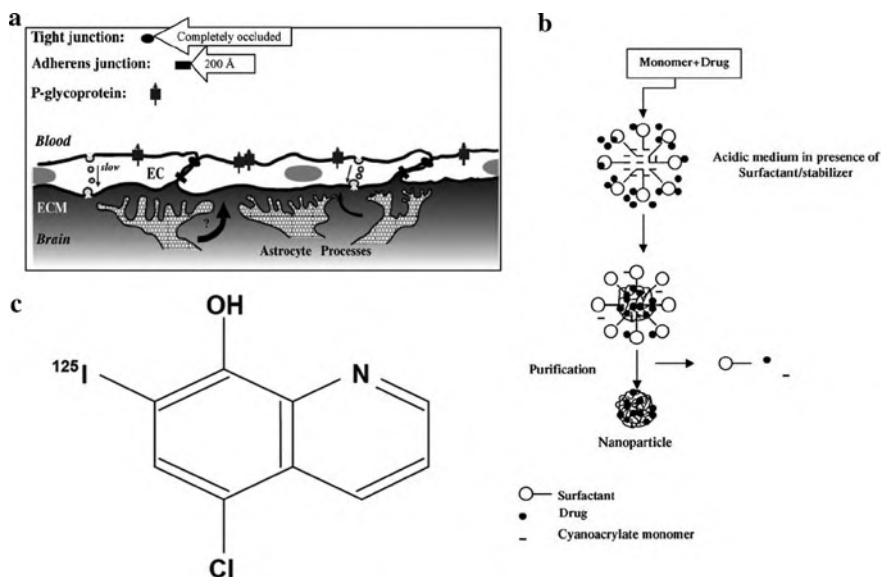 a
Tight junction: Completely occluded
Adherens junction: 200 Å
P-glycoprotein:
Blood
slow
EC
ECM
?
Brain
Astrocyte Processes
b
Monomer+Drug
Acidic medium in presence of
Surfactant/stabilizer
Purification
Nanoparticle
Surfactant
Drug
Cyanoacrylate monomer
c
OH
125I
N
Cl